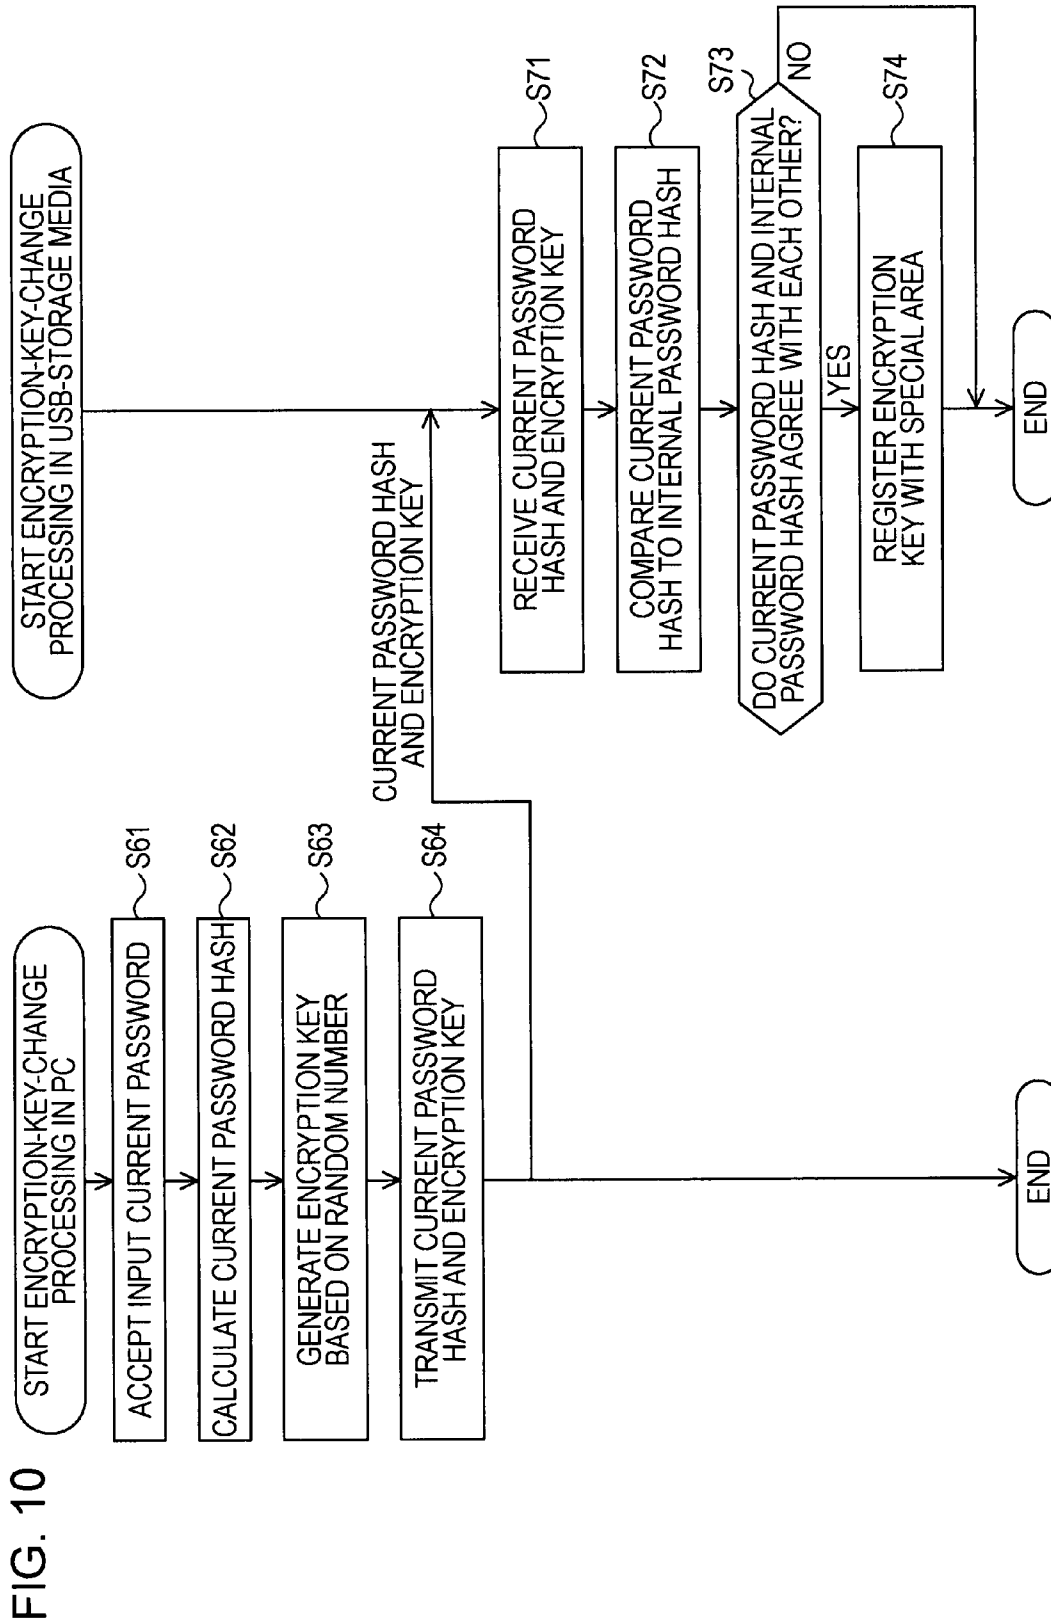 FIG. 10
START ENCRYPTION-KEY-CHANGE
PROCESSING IN PC
ACCEPT INPUT CURRENT PASSWORD
S61
CALCULATE CURRENT PASSWORD HASH
S62
GENERATE ENCRYPTION KEY
BASED ON RANDOM NUMBER
S63
TRANSMIT CURRENT PASSWORD
HASH AND ENCRYPTION KEY
S64
END
CURRENT PASSWORD HASH
AND ENCRYPTION KEY
START ENCRYPTION-KEY-CHANGE
PROCESSING IN USB-STORAGE MEDIA
RECEIVE CURRENT PASSWORD
HASH AND ENCRYPTION KEY
S71
COMPARE CURRENT PASSWORD
HASH TO INTERNAL PASSWORD HASH
S72
DO CURRENT PASSWORD HASH AND INTERNAL
PASSWORD HASH AGREE WITH EACH OTHER?
S73
NO
YES
REGISTER ENCRYPTION
KEY WITH SPECIAL AREA
S74
END